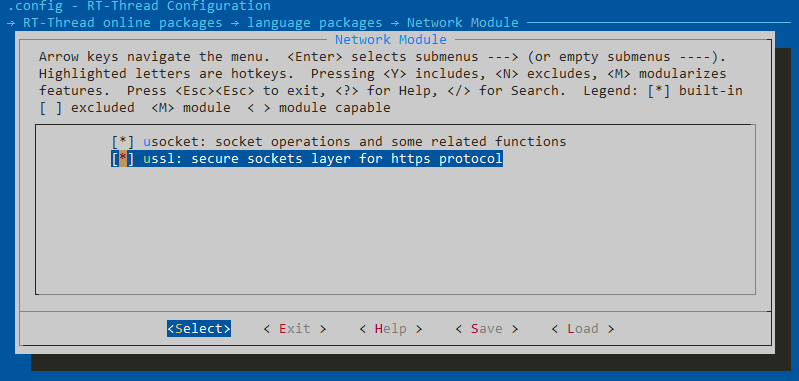 .config - RT-Thread Configuration
→ RT-Thread online packages → language packages → Network Module
Network Module
Arrow keys navigate the menu.  <Enter> selects submenus ---> (or empty submenus ----).
Highlighted letters are hotkeys.  Pressing <Y> includes, <N> excludes, <M> modularizes
features.  Press <Esc><Esc> to exit, <?> for Help, </> for Search.  Legend: [*] built-in
[ ] excluded  <M> module  < > module capable
[*] usocket: socket operations and some related functions
[*] ussl: secure sockets layer for https protocol
<Select>    < Exit >    < Help >    < Save >    < Load >